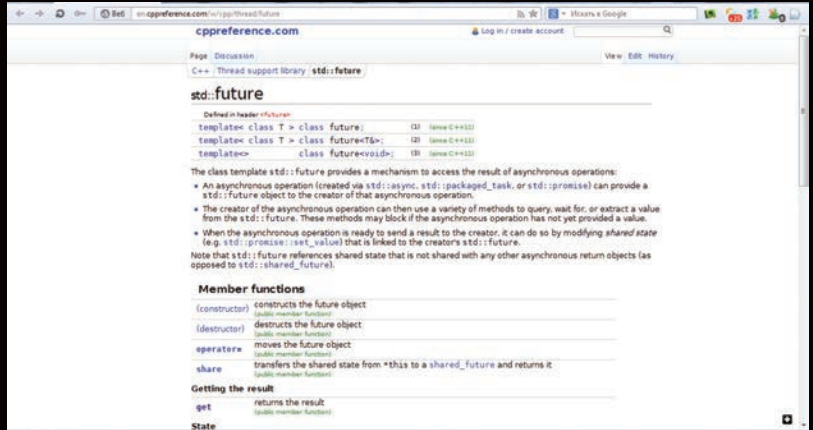 Веб
en.cppreference.com/w/cpp/thread/future
Искать в Google
cppreference.com
Log in / create account
Page Discussion
View Edit History
C++ Thread support library std::future
std::future
Defined in header <future>
template< class T > class future; (1) (since C++11)
template< class T > class future<T&>; (2) (since C++11)
template<> class future<void>; (3) (since C++11)
The class template std::future provides a mechanism to access the result of asynchronous operations:
An asynchronous operation (created via std::async, std::packaged_task, or std::promise) can provide a
std::future object to the creator of that asynchronous operation.
The creator of the asynchronous operation can then use a variety of methods to query, wait for, or extract a value
from the std::future. These methods may block if the asynchronous operation has not yet provided a value.
When the asynchronous operation is ready to send a result to the creator, it can do so by modifying shared state
(e.g. std::promise::set_value) that is linked to the creator's std::future.
Note that std::future references shared state that is not shared with any other asynchronous return objects (as
opposed to std::shared_future).
Member functions
(constructor) constructs the future object
(public member function)
(destructor) destructs the future object
(public member function)
operator= moves the future object
(public member function)
share transfers the shared state from *this to a shared_future and returns it
(public member function)
Getting the result
get returns the result
(public member function)
State